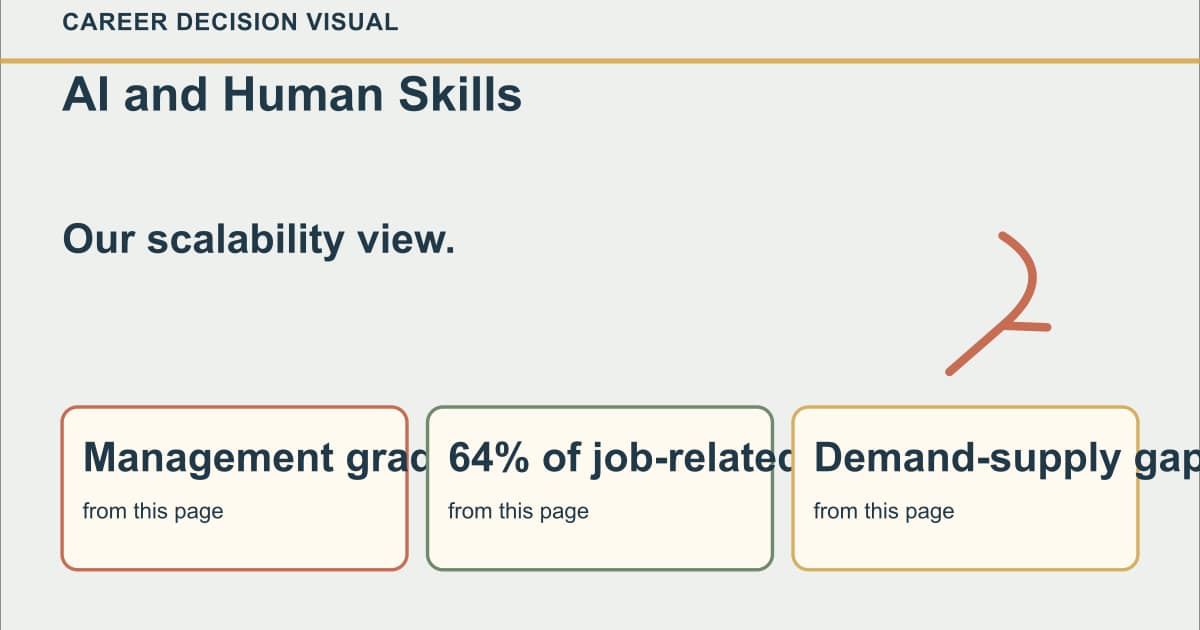 CAREER DECISION VISUAL
AI and Human Skills
Our scalability view.
Management grad
from this page
64% of job-related
from this page
Demand-supply gap
from this page